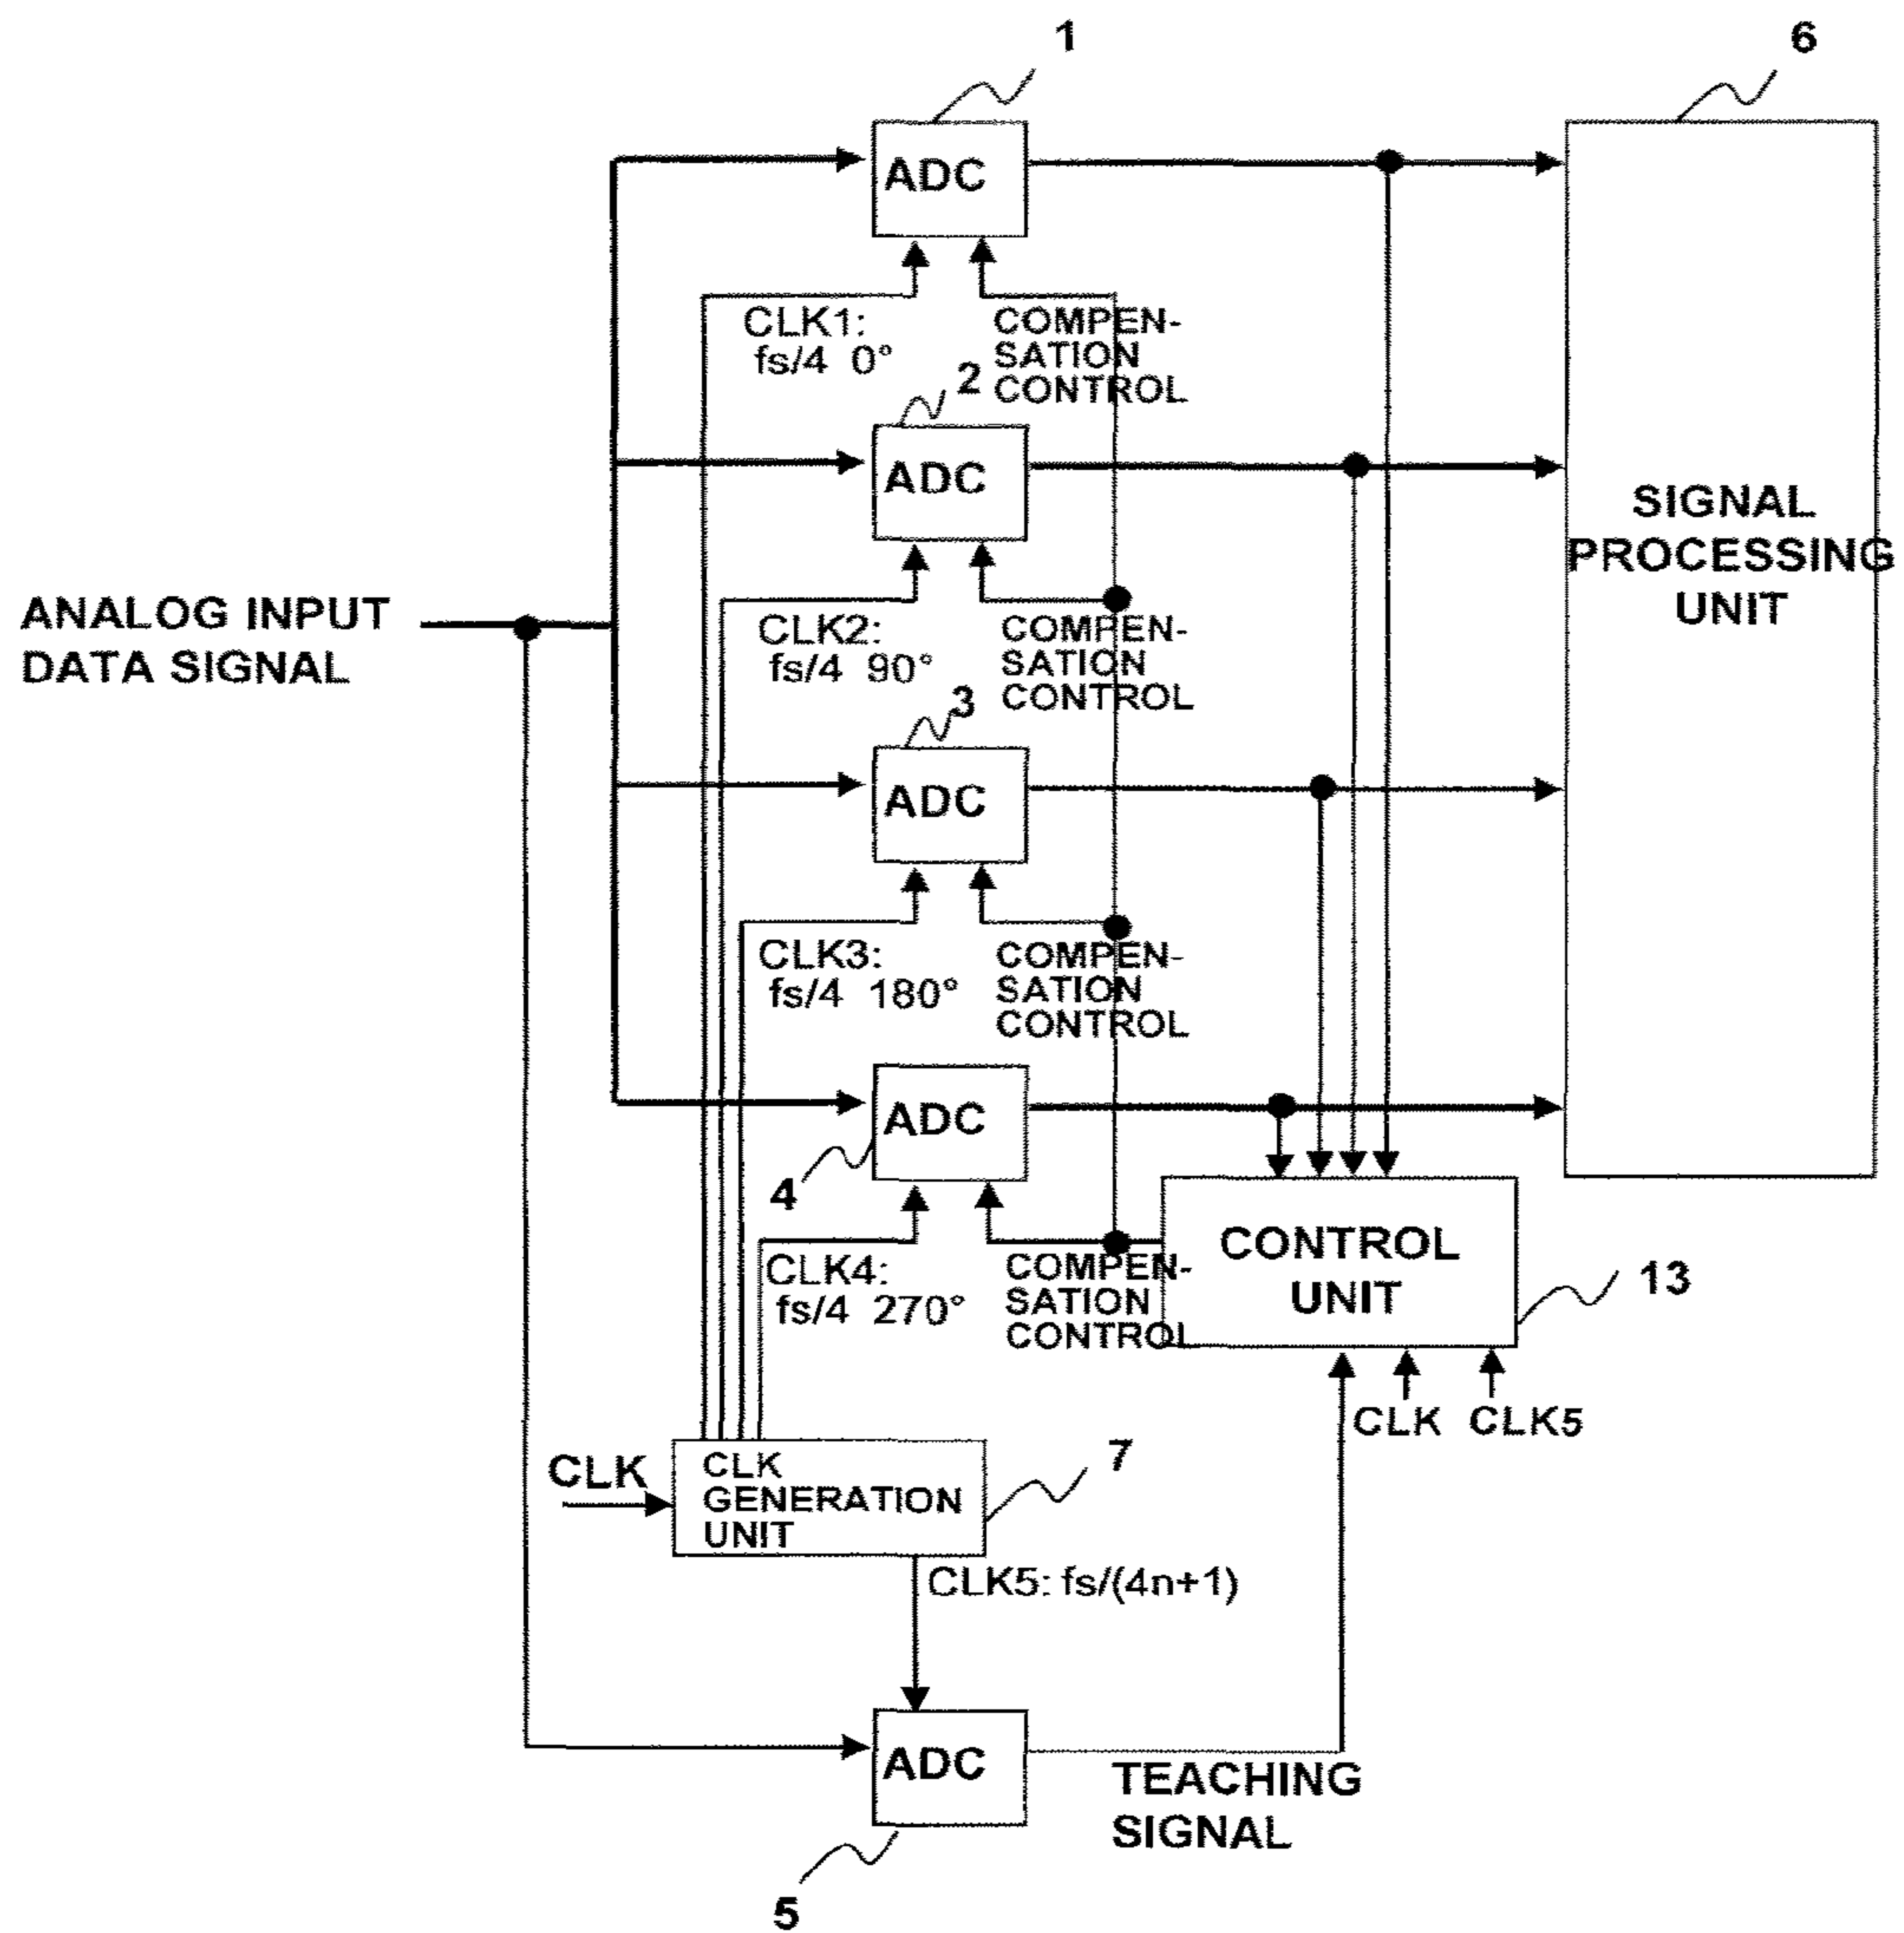 1
6
ADC
CLK1:
fs/4 0°
COMPEN-
SATION
CONTROL
2
ADC
SIGNAL
PROCESSING
UNIT
ANALOG INPUT
DATA SIGNAL
CLK2:
fs/4 90°
COMPEN-
SATION
CONTROL
3
ADC
CLK3:
fs/4 180°
COMPEN-
SATION
CONTROL
ADC
4
CLK4:
fs/4 270°
COMPEN-
SATION
CONTROL
CONTROL
UNIT
13
CLK CLK5
CLK
CLK
GENERATION
UNIT
7
CLK5: fs/(4n+1)
ADC
TEACHING
SIGNAL
5